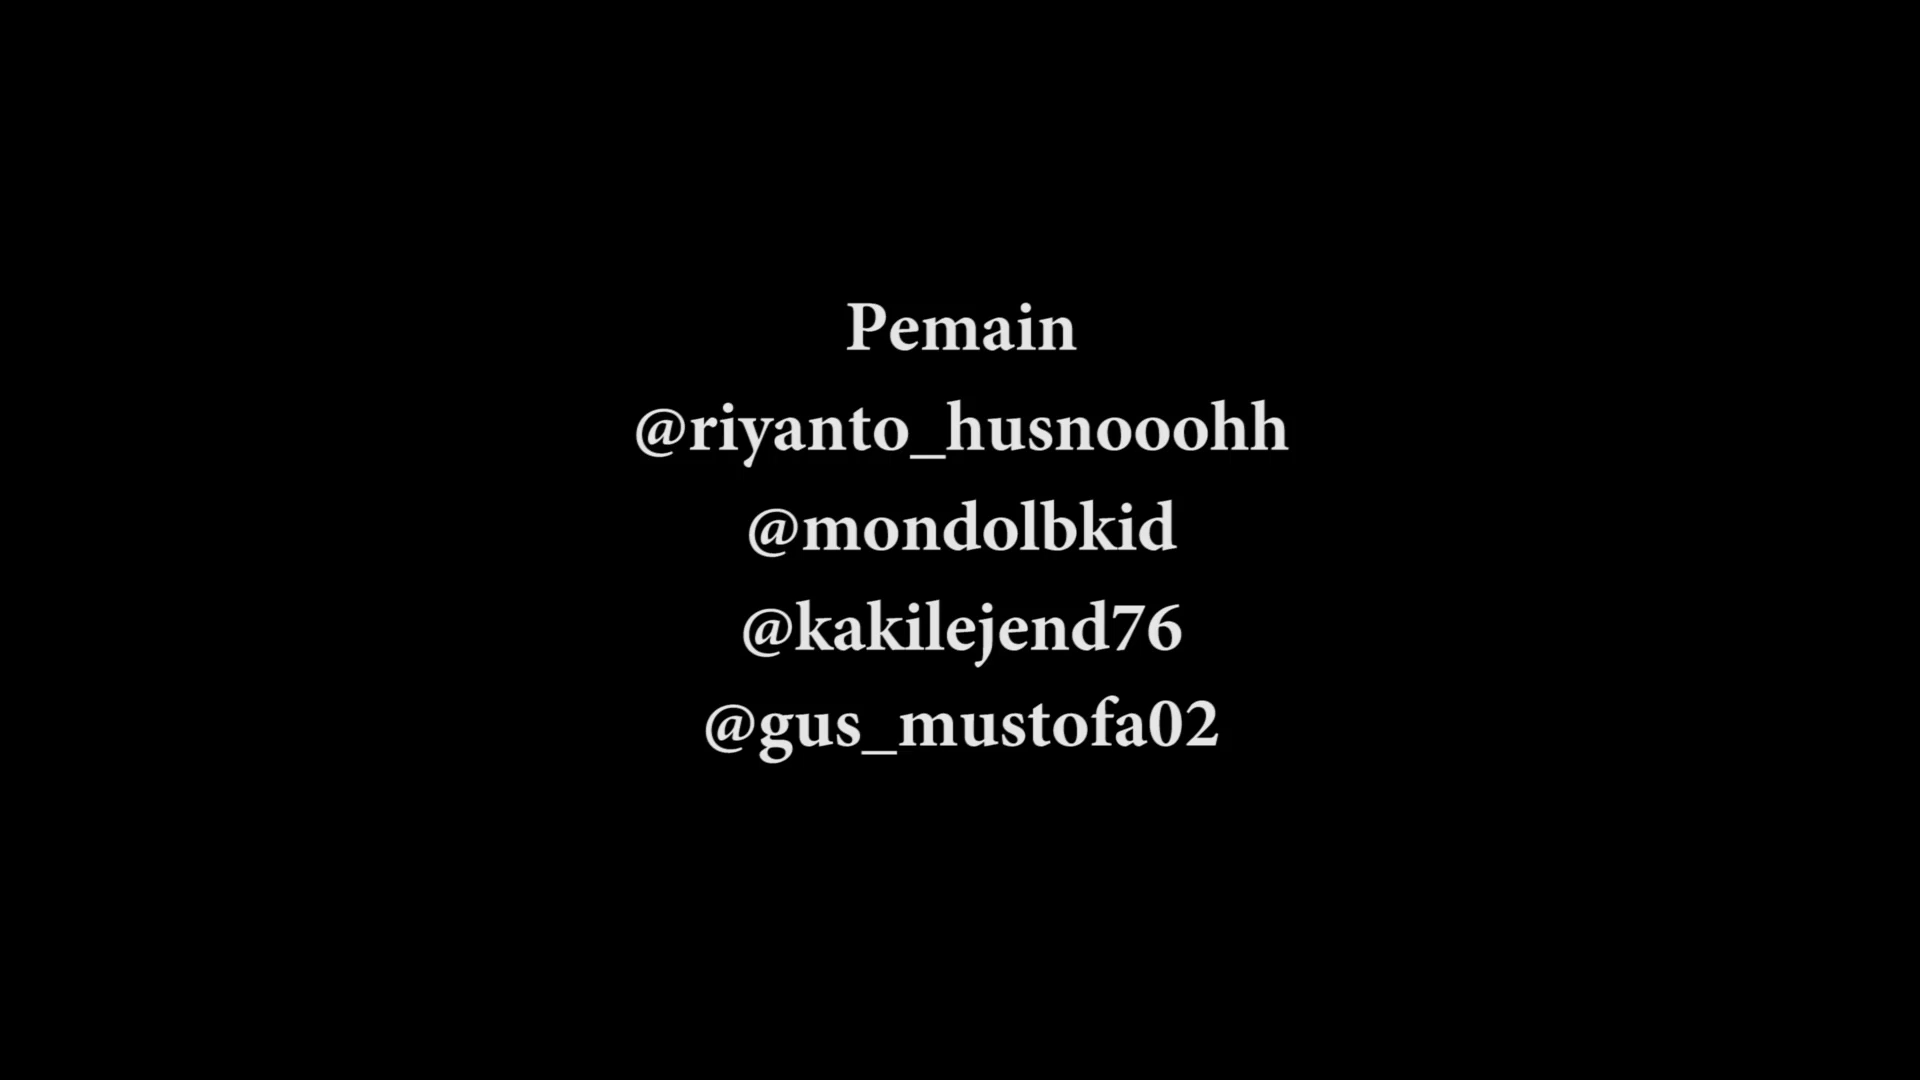 Pemain
@riyanto_husnooohh
@mondolbkid
@kakilejend76
@gus_mustofa02